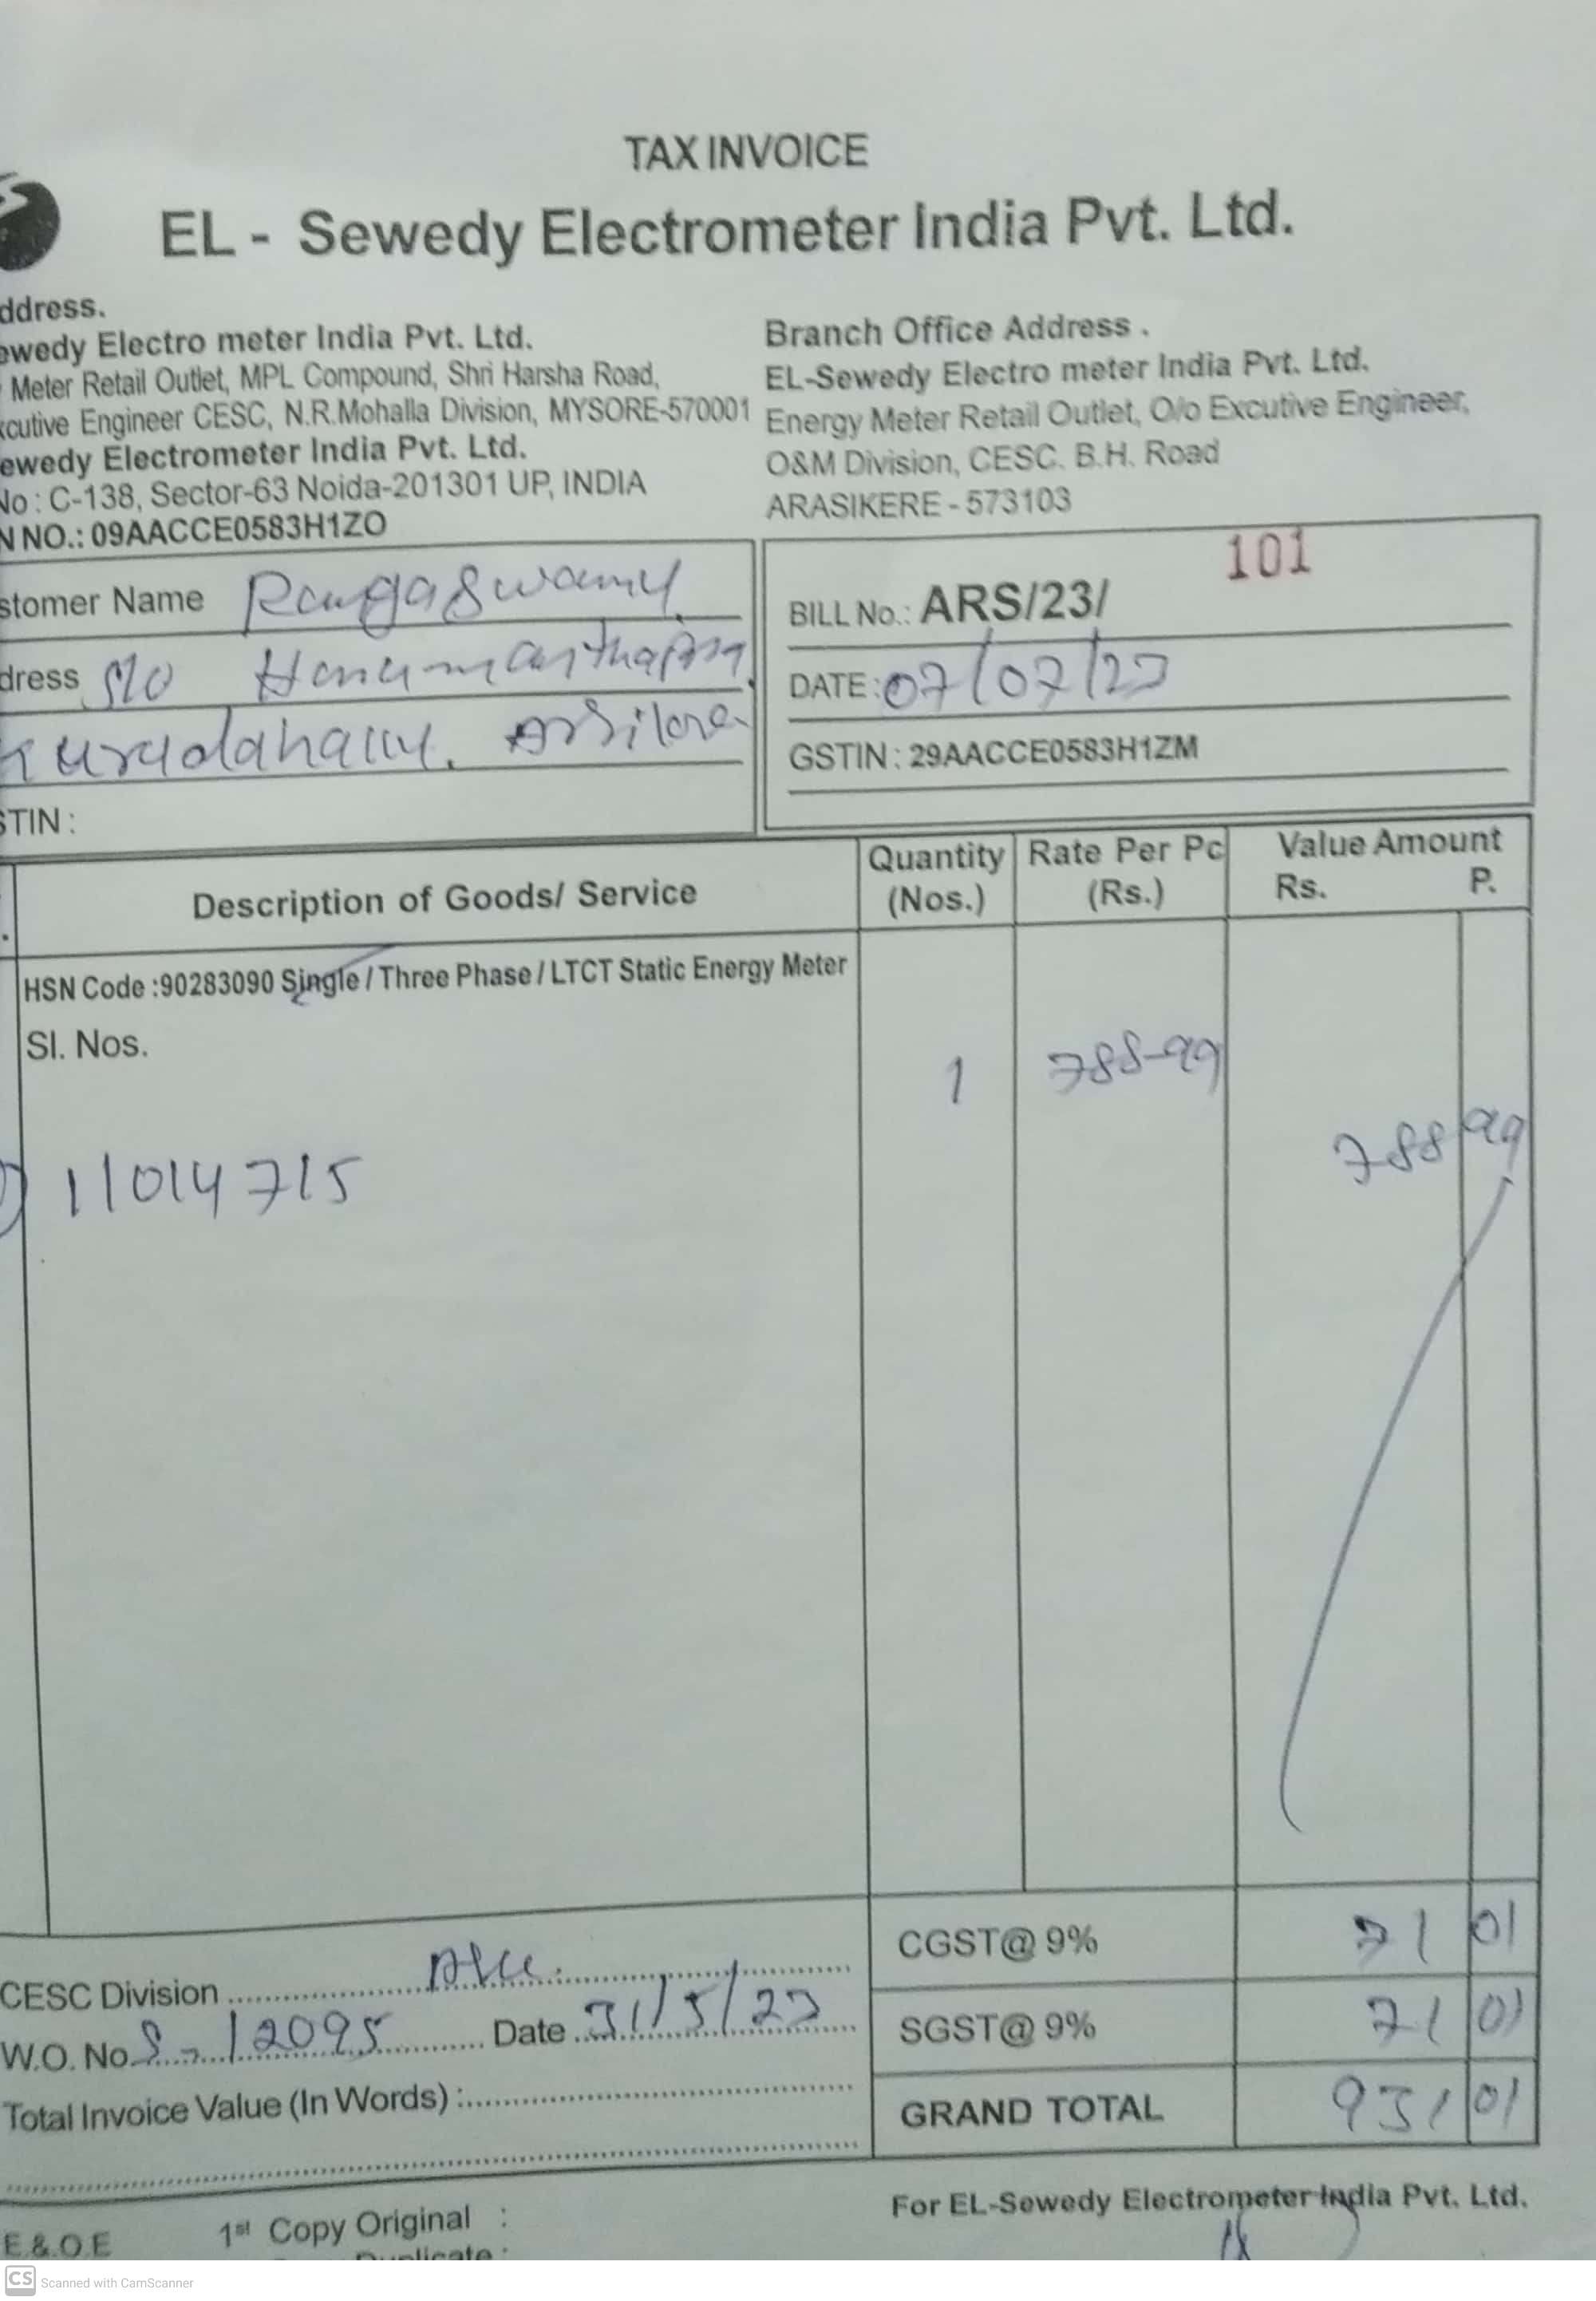 TAX INVOICE
EL - Sewedy Electrometer India Pvt. Ltd.
ddress.
ewedy Electro meter India Pvt. Ltd.
Meter Retail Outlet, MPL Compound, Shri Harsha Road,
xcutive Engineer CESC, N.R.Mohalla Division, MYSORE-570001
ewedy Electrometer India Pvt. Ltd.
No : C-138, Sector-63 Noida-201301 UP, INDIA
N NO.: 09AACCE0583H1ZO
Branch Office Address .
EL-Sewedy Electro meter India Pvt. Ltd.
Energy Meter Retail Outlet, O/o Excutive Engineer,
O&M Division, CESC. B.H. Road
ARASIKERE - 573103
stomer Name Rangaswamy
dress S/O Hanumanthappa
Kurudahally.
STIN :
BILL No.: ARS/23/ 101
DATE : 07/07/23
GSTIN : 29AACCE0583H1ZM
Description of Goods/ Service Quantity (Nos.) Rate Per Pc (Rs.) Value Amount Rs. P.
HSN Code :90283090 Single / Three Phase / LTCT Static Energy Meter
Sl. Nos.
1 788-99
788 99
11014715
CGST@ 9% 71 01
CESC Division
SGST@ 9% 71 01
W.O. No S-12095 Date 31/5/23
Total Invoice Value (In Words) :
GRAND TOTAL 931 01
For EL-Sewedy Electrometer India Pvt. Ltd.
E.&.O.E 1st Copy Original :
Duplicate :
CS Scanned with CamScanner